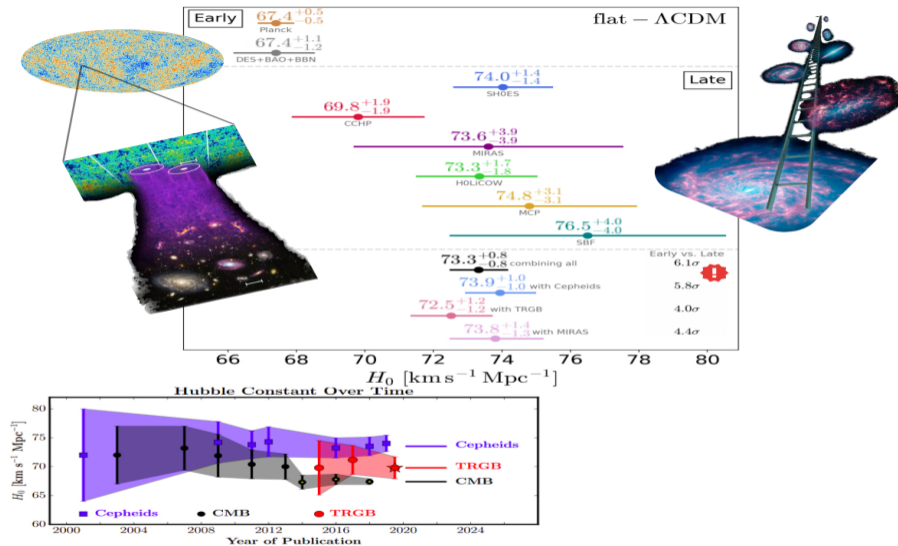 Early
flat − ΛCDM
67.4 +0.5 −0.5
Planck
67.4 +1.1 −1.2
DES+BAO+BBN
Late
74.0 +1.4 −1.4
SH0ES
69.8 +1.9 −1.9
CCHP
73.6 +3.9 −3.9
MIRAS
73.3 +1.7 −1.8
H0LiCOW
74.8 +3.1 −3.1
MCP
76.5 +4.0 −4.0
SBF
Early vs. Late
73.3 +0.8 −0.8 combining all 6.1σ
!
73.9 +1.0 −1.0 with Cepheids 5.8σ
72.5 +1.2 −1.2 with TRGB 4.0σ
73.8 +1.4 −1.3 with MIRAS 4.4σ
66 68 70 72 74 76 78 80
H₀ [km s⁻¹ Mpc⁻¹]
Hubble Constant Over Time
80
75
70
65
60
H₀ [km s⁻¹ Mpc⁻¹]
Cepheids
TRGB
CMB
Cepheids CMB TRGB
2000 2004 2008 2012 2016 2020 2024
Year of Publication